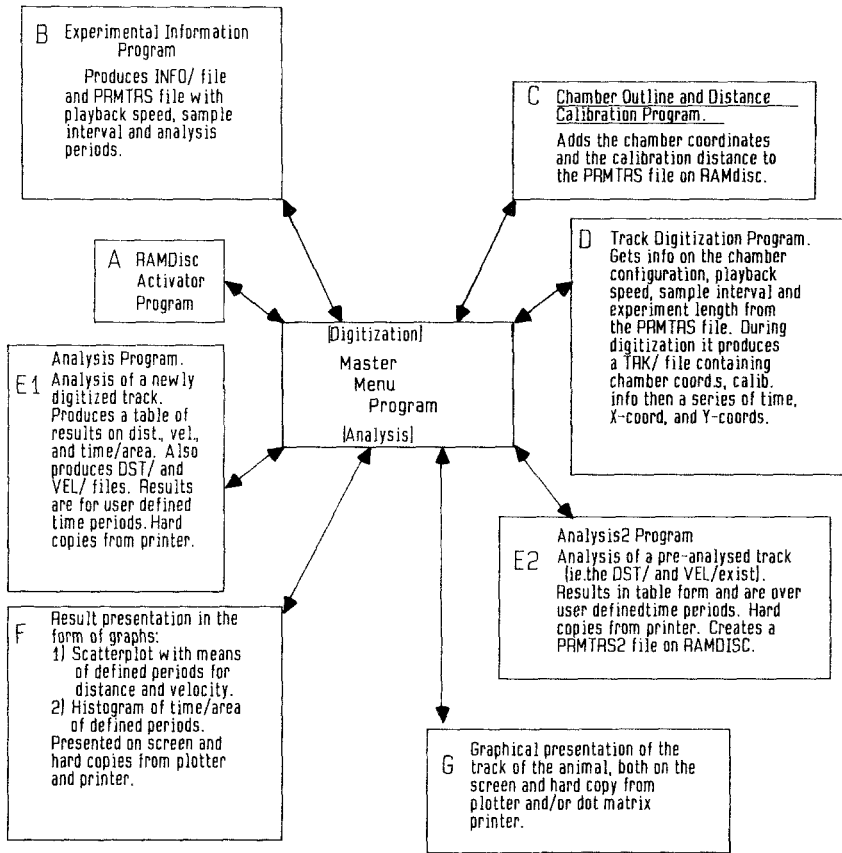 B Experimental Information
Program
Produces INFO/ file
and PRMTRS file with
playback speed, sample
interval and analysis
periods.
C Chamber Outline and Distance
Calibration Program.
Adds the chamber coordinates
and the calibration distance to
the PRMTRS file on RAMdisc.
A RAMDisc
Activator
Program
D Track Digitization Program.
Gets info on the chamber
configuration, playback
speed, sample interval and
experiment length from
the PRMTRS file. During
digitization it produces
a TRK/ file containing
chamber coords, calib.
info then a series of time,
X-coord, and Y-coords.
[Digitization]
Master
Menu
Program
[Analysis]
Analysis Program.
E1 Analysis of a newly
digitized track.
Produces a table of
results on dist., vel.,
and time/area. Also
produces DST/ and
VEL/ files. Results
are for user defined
time periods. Hard
copies from printer.
Analysis2 Program
E2 Analysis of a pre-analysed track
(ie.the DST/ and VEL/exist).
Results in table form and are over
user definedtime periods. Hard
copies from printer. Creates a
PRMTRS2 file on RAMDISC.
F Result presentation in the
form of graphs:
1) Scatterplot with means
of defined periods for
distance and velocity.
2) Histogram of time/area
of defined periods.
Presented on screen and
hard copies from plotter
and printer.
G Graphical presentation of the
track of the animal, both on the
screen and hard copy from
plotter and/or dot matrix
printer.